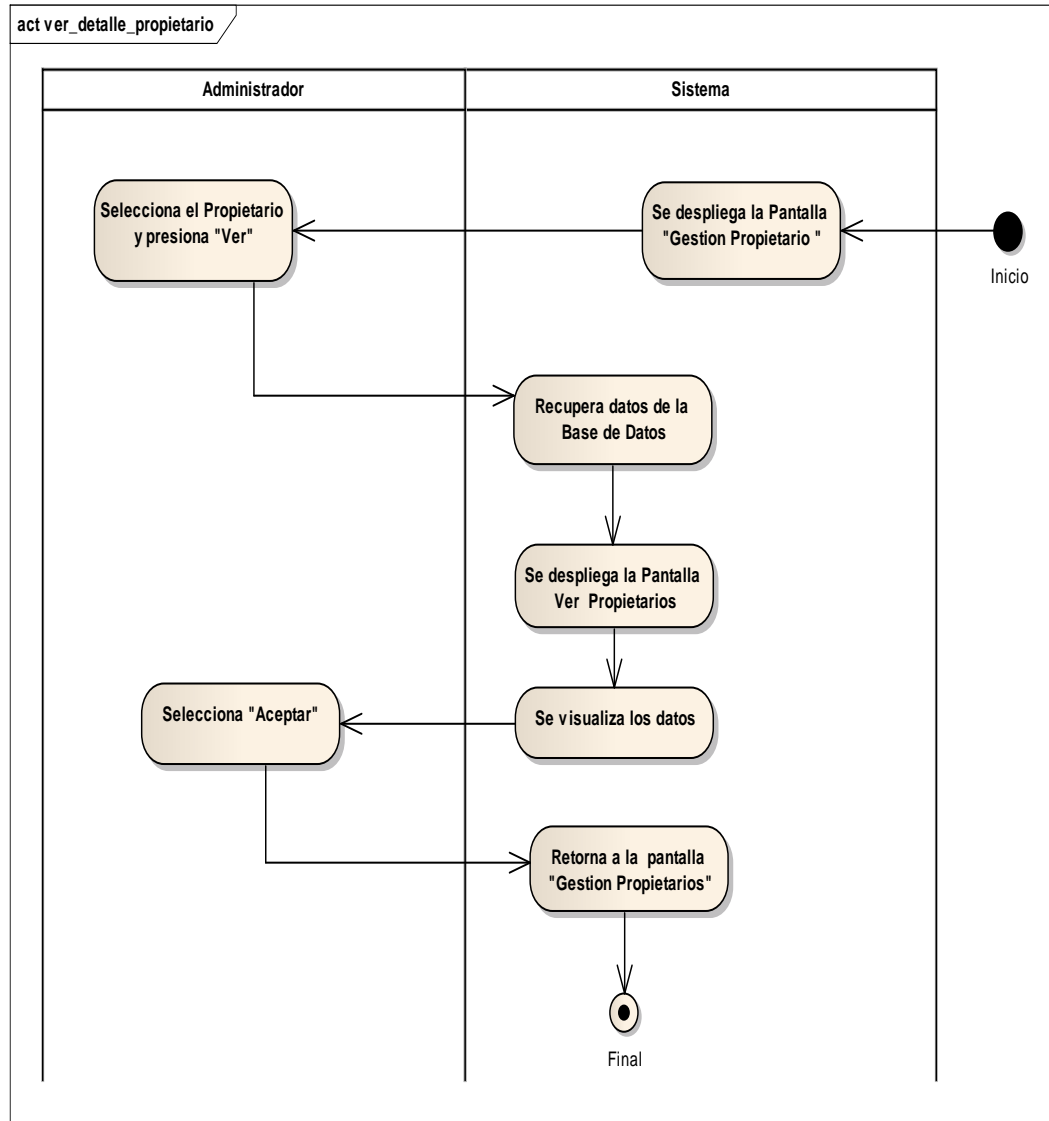 act ver_detalle_propietario
Administrador
Sistema
Selecciona el Propietario
y presiona "Ver"
Se despliega la Pantalla
"Gestion Propietario "
Inicio
Recupera datos de la
Base de Datos
Se despliega la Pantalla
Ver Propietarios
Selecciona "Aceptar"
Se visualiza los datos
Retorna a la pantalla
"Gestion Propietarios"
Final